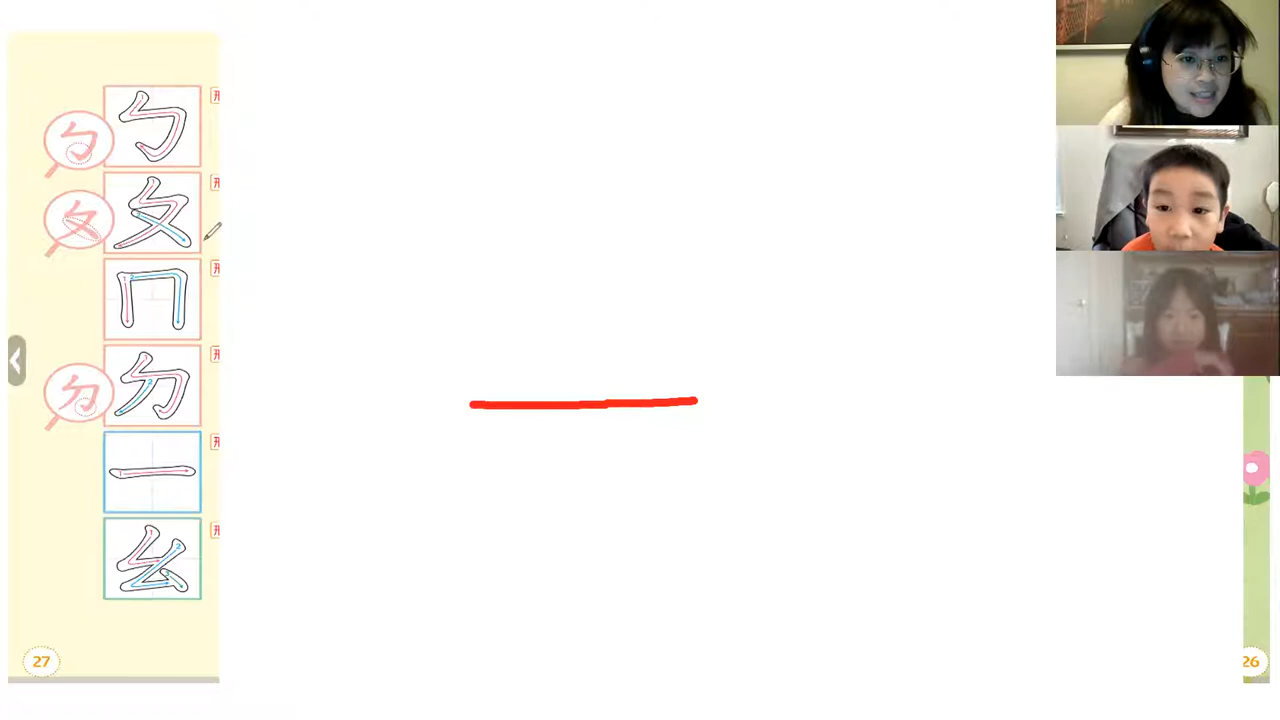 ㄅ
ㄅ
ㄆ
ㄆ
ㄇ
ㄉ
ㄉ
ㄧ
ㄠ
27
26